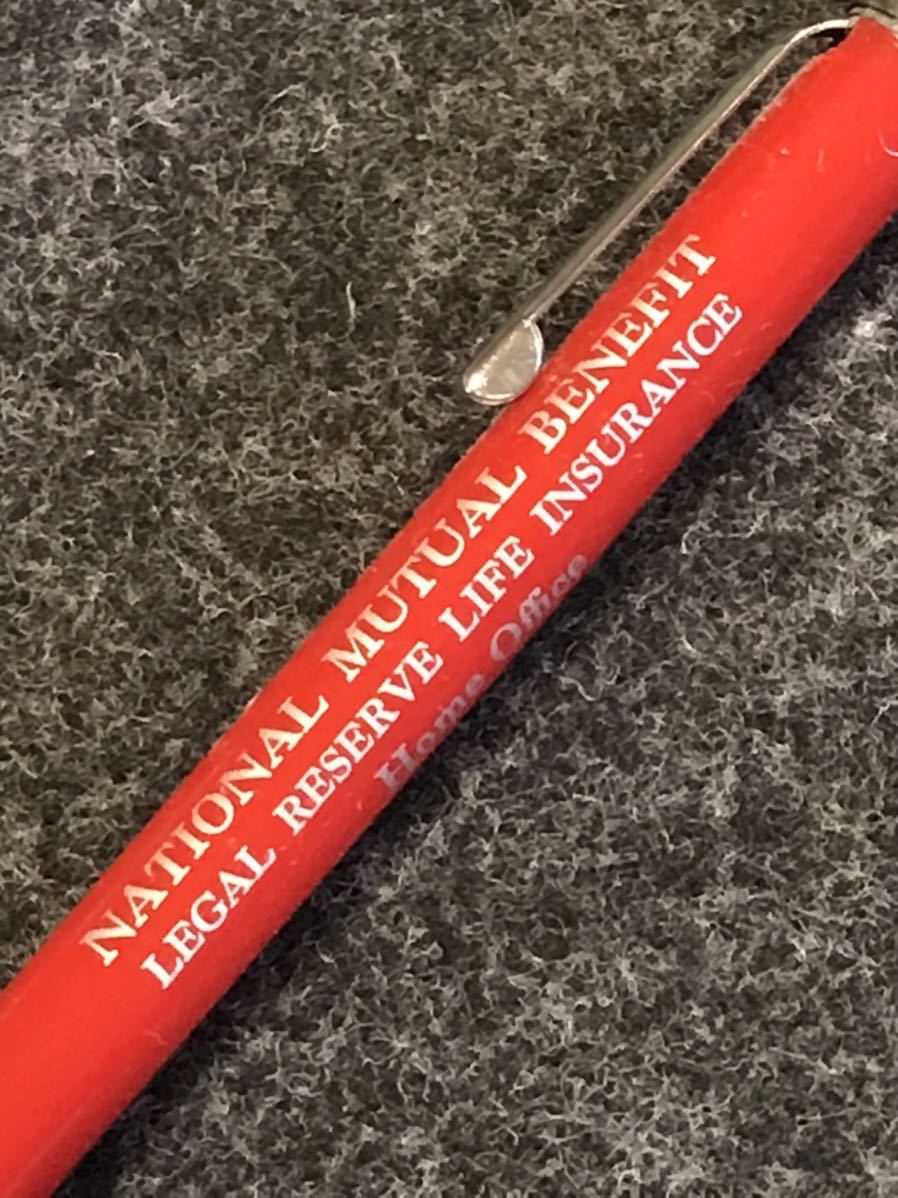 NATIONAL MUTUAL BENEFIT
LEGAL RESERVE LIFE INSURANCE
Home Office